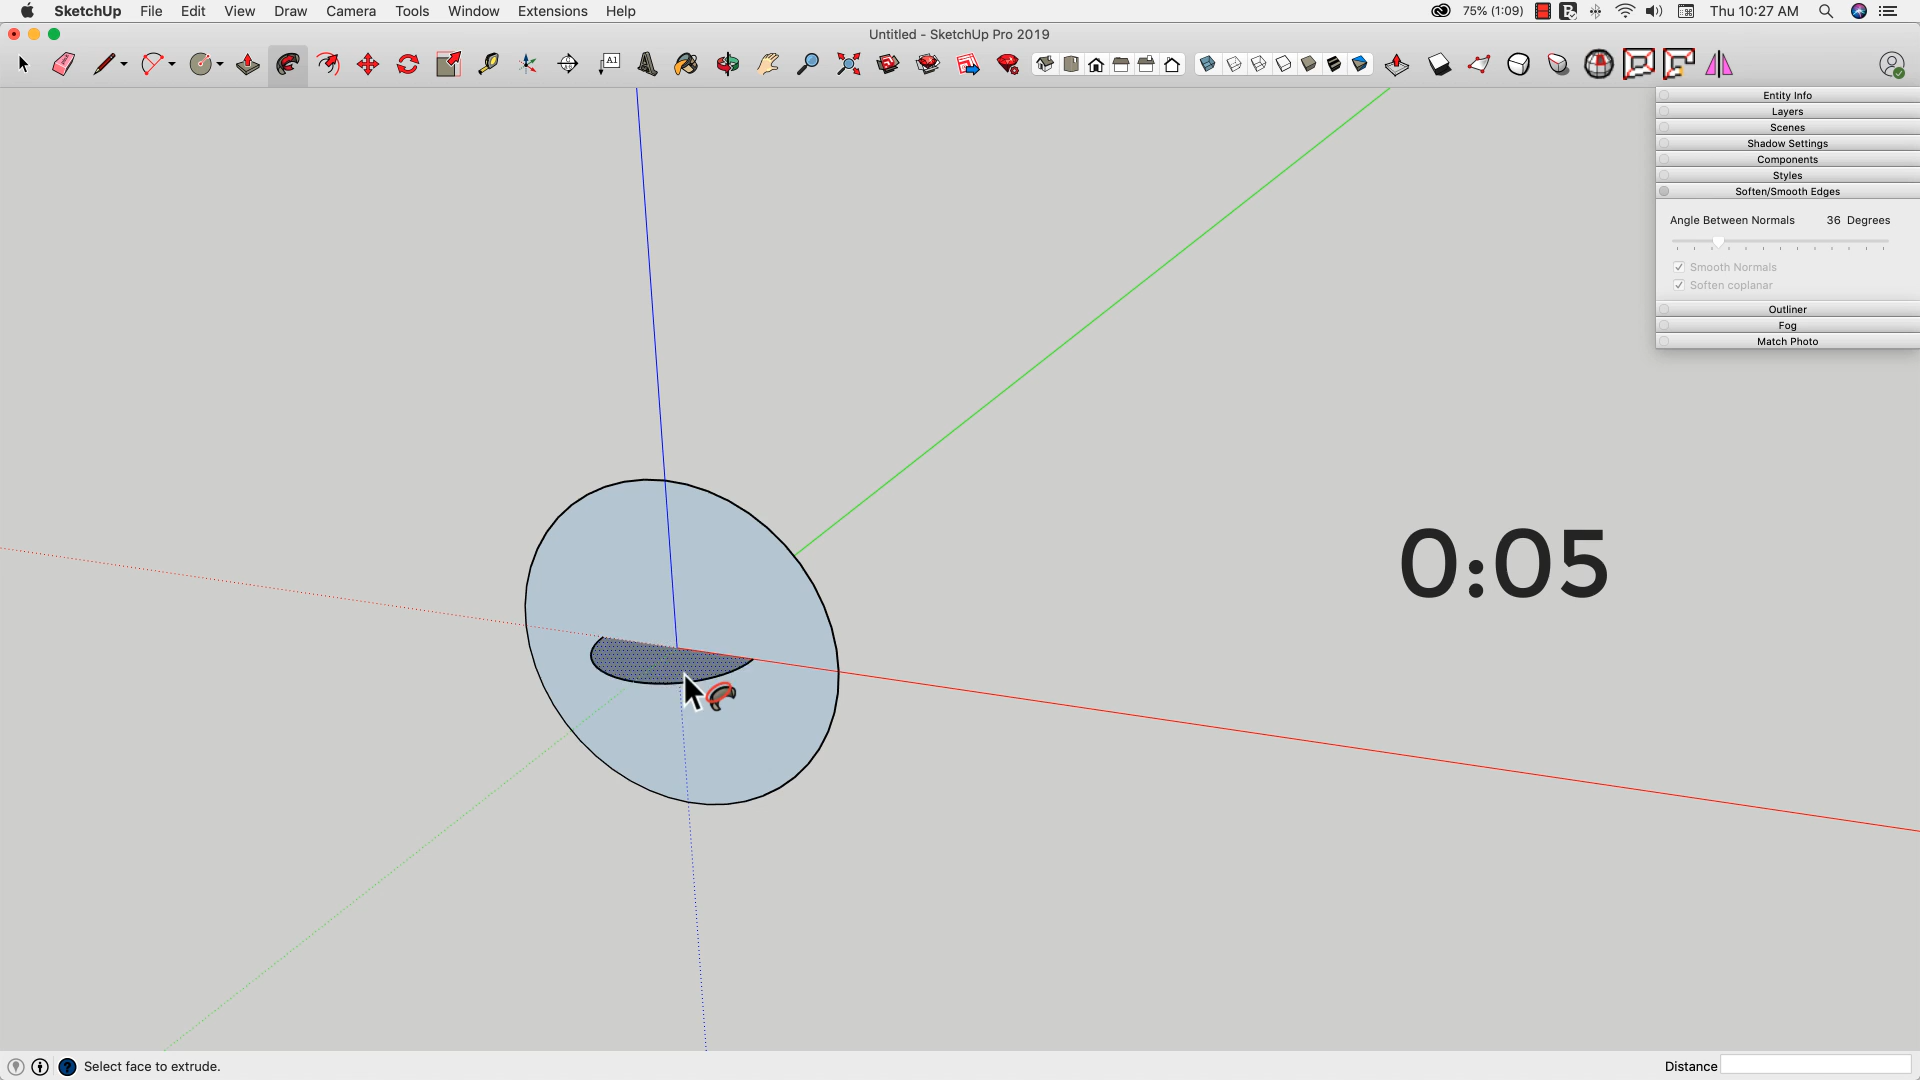 SketchUp File Edit View Draw Camera Tools Window Extensions Help 75% (1:09) Thu 10:27 AM
Untitled - SketchUp Pro 2019
A1
Entity Info
Layers
Scenes
Shadow Settings
Components
Styles
Soften/Smooth Edges
Angle Between Normals 36 Degrees
Smooth Normals
Soften coplanar
Outliner
Fog
Match Photo
0:05
Select face to extrude. Distance